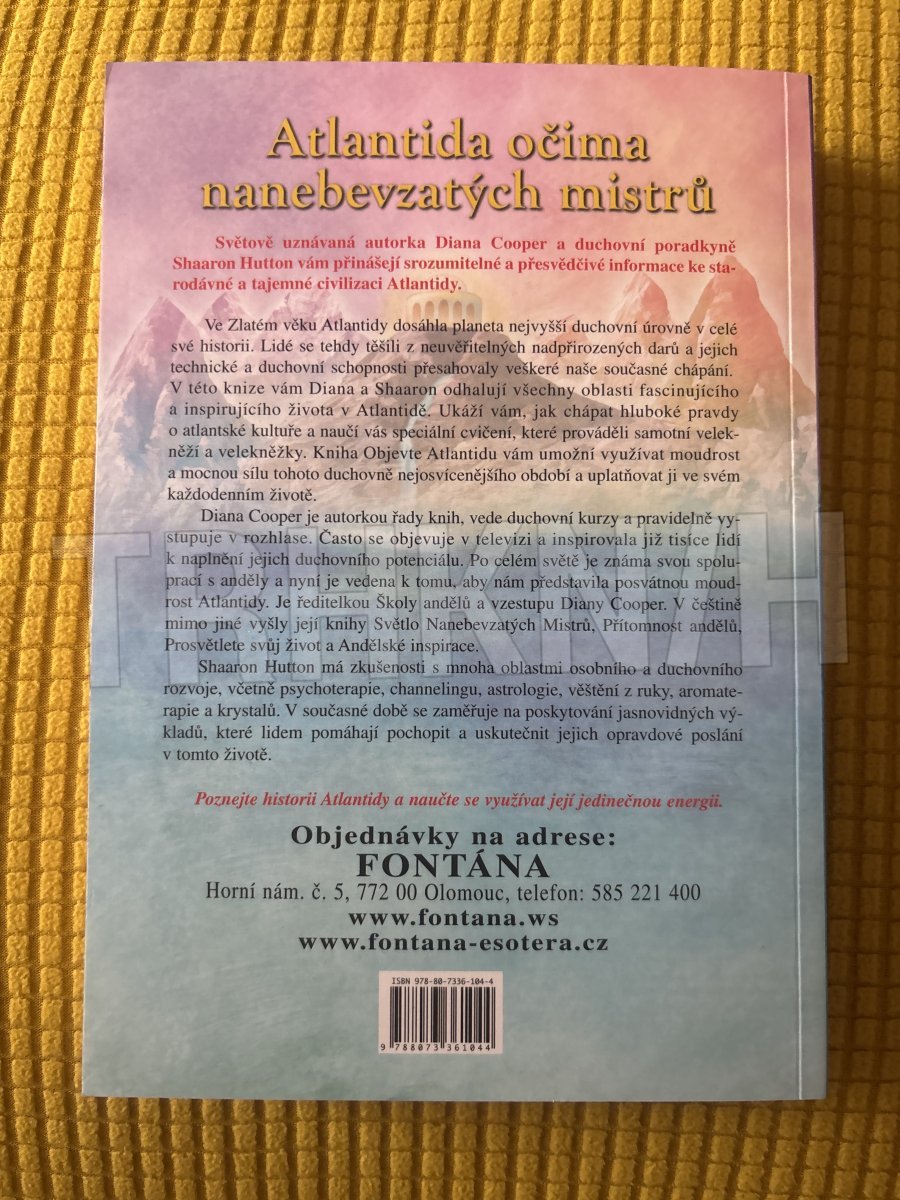 Atlantida očima
nanebevzatých mistrů
Světově uznávaná autorka Diana Cooper a duchovní poradkyně
Shaaron Hutton vám přinášejí srozumitelné a přesvědčivé informace ke sta-
rodávné a tajemné civilizaci Atlantidy.
Ve Zlatém věku Atlantidy dosáhla planeta nejvyšší duchovní úrovně v celé
své historii. Lidé se tehdy těšili z neuvěřitelných nadpřirozených darů a jejich
technické a duchovní schopnosti přesahovaly veškeré naše současné chápání.
V této knize vám Diana a Shaaron odhalují všechny oblasti fascinujícího
a inspirujícího života v Atlantidě. Ukáží vám, jak chápat hluboké pravdy
o atlantské kultuře a naučí vás speciální cvičení, které prováděli samotní velek-
něží a velekněžky. Kniha Objevte Atlantidu vám umožní využívat moudrost
a mocnou sílu tohoto duchovně nejosvícenějšího období a uplatňovat ji ve svém
každodenním životě.
Diana Cooper je autorkou řady knih, vede duchovní kurzy a pravidelně vy-
stupuje v rozhlase. Často se objevuje v televizi a inspirovala již tisíce lidí
k naplnění jejich duchovního potenciálu. Po celém světě je známa svou spolu-
prací s anděly a nyní je vedena k tomu, aby nám představila posvátnou moud-
rost Atlantidy. Je ředitelkou Školy andělů a vzestupu Diany Cooper. V češtině
mimo jiné vyšly její knihy Světlo Nanebevzatých Mistrů, Přítomnost andělů,
Prosvětlete svůj život a Andělské inspirace.
Shaaron Hutton má zkušenosti s mnoha oblastmi osobního a duchovního
rozvoje, včetně psychoterapie, channelingu, astrologie, věštění z ruky, aromate-
rapie a krystalů. V současné době se zaměřuje na poskytování jasnovidných vý-
kladů, které lidem pomáhají pochopit a uskutečnit jejich opravdové poslání
v tomto životě.
Poznejte historii Atlantidy a naučte se využívat její jedinečnou energii.
Objednávky na adrese:
FONTÁNA
Horní nám. č. 5, 772 00 Olomouc, telefon: 585 221 400
www.fontana.ws
www.fontana-esotera.cz
ISBN 978-80-7336-104-4
9 788073 361044